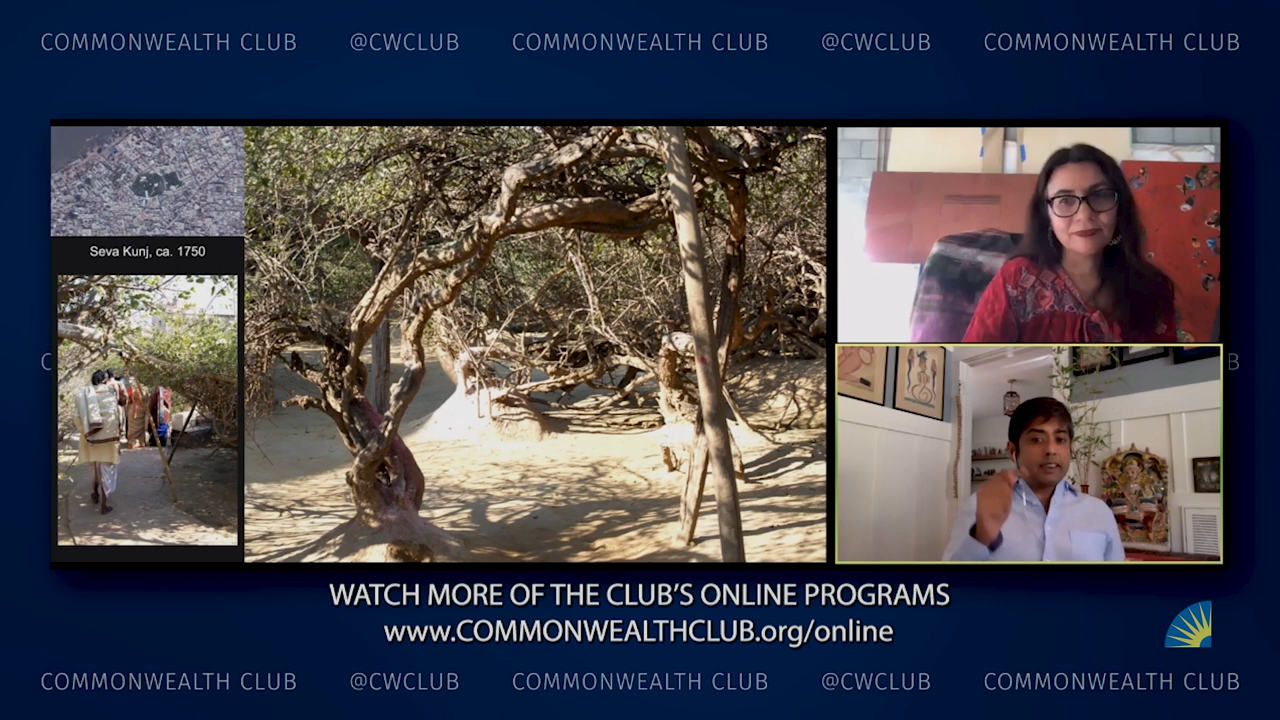 COMMONWEALTH CLUB @CWCLUB COMMONWEALTH CLUB @CWCLUB COMMONWEALTH CLUB
Seva Kunj, ca. 1750
WATCH MORE OF THE CLUB'S ONLINE PROGRAMS
www.COMMONWEALTHCLUB.org/online
COMMONWEALTH CLUB @CWCLUB COMMONWEALTH CLUB @CWCLUB COMMONWEALTH CLUB